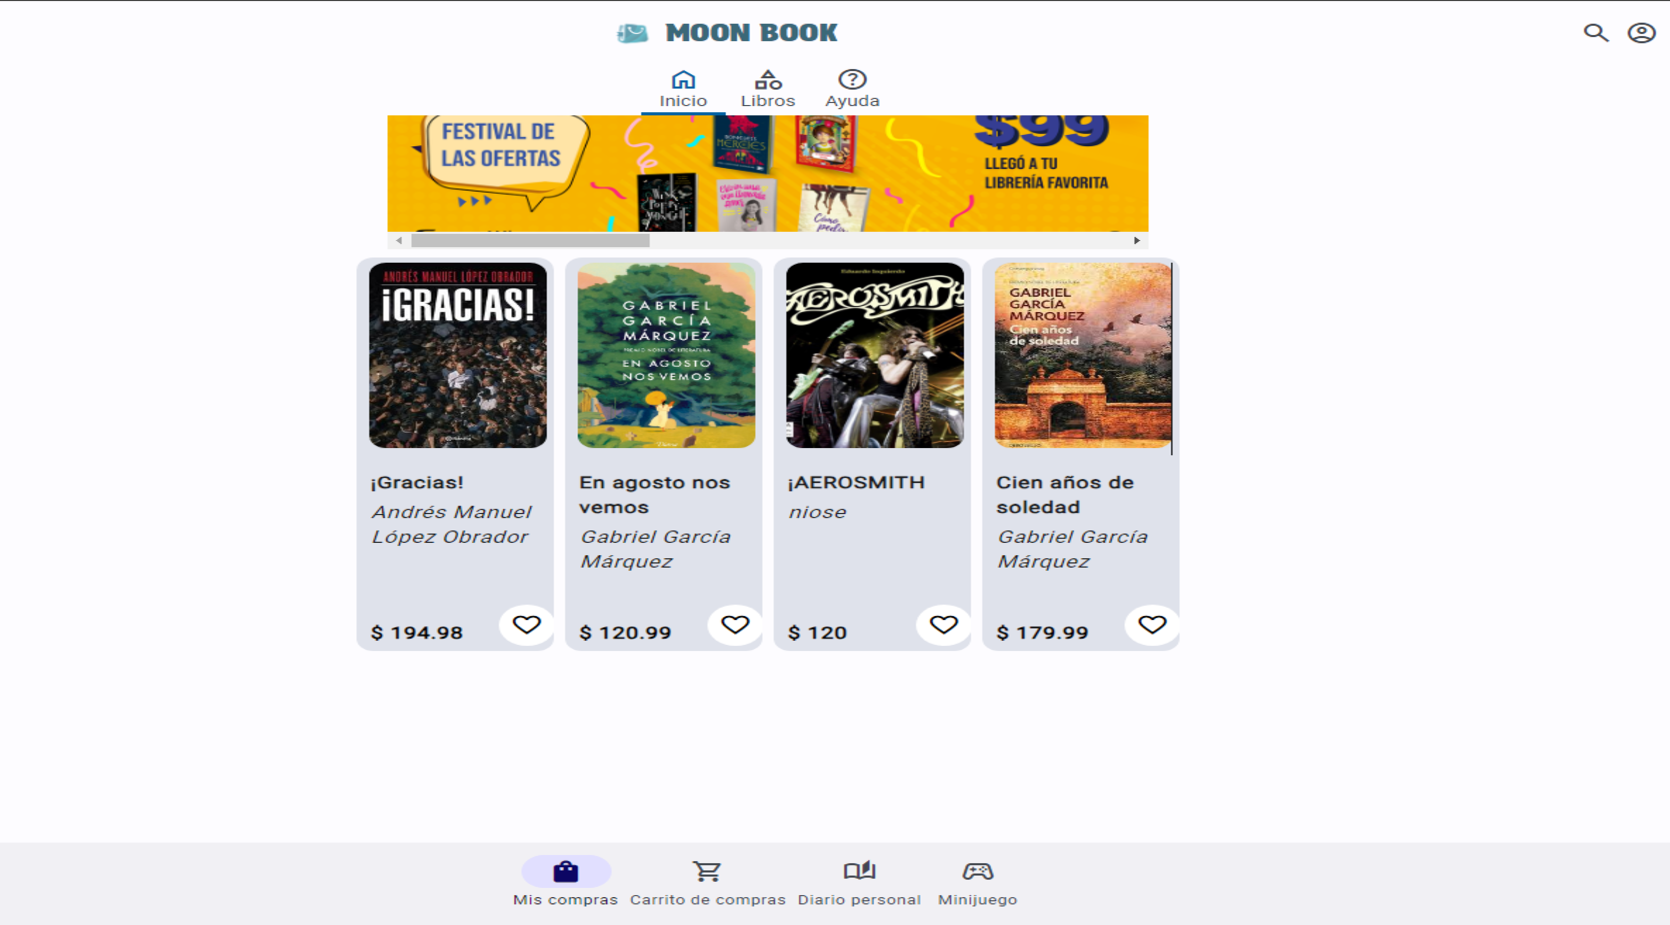 MOON BOOK
Inicio
Libros
Ayuda
FESTIVAL DE
LAS OFERTAS
$99
LLEGÓ A TU
LIBRERÍA FAVORITA
ANDRÉS MANUEL LÓPEZ OBRADOR
¡GRACIAS!
GABRIEL
GARCÍA
MÁRQUEZ
EN AGOSTO
NOS VEMOS
Eduardo Izquierdo
AEROSMITH
GABRIEL
GARCÍA
MÁRQUEZ
Cien años
de soledad
¡Gracias!
Andrés Manuel
López Obrador
$ 194.98
En agosto nos
vemos
Gabriel García
Márquez
$ 120.99
¡AEROSMITH
niose
$ 120
Cien años de
soledad
Gabriel García
Márquez
$ 179.99
Mis compras
Carrito de compras
Diario personal
Minijuego